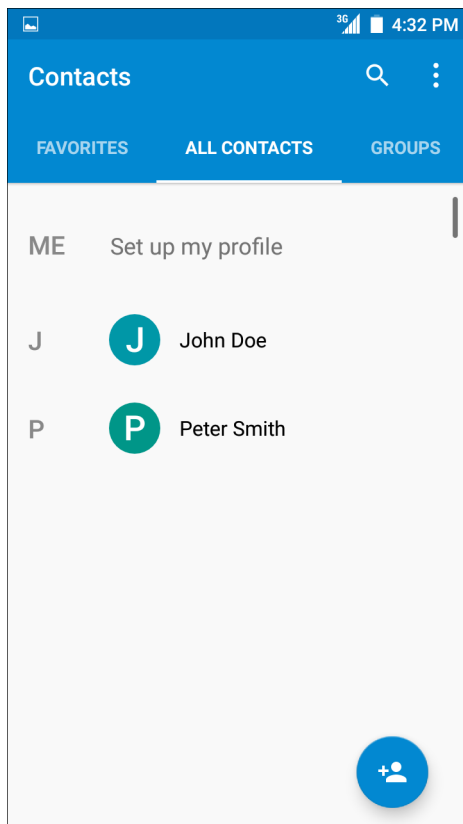 3G 4:32 PM
Contacts
FAVORITES ALL CONTACTS GROUPS
ME Set up my profile
J J John Doe
P P Peter Smith